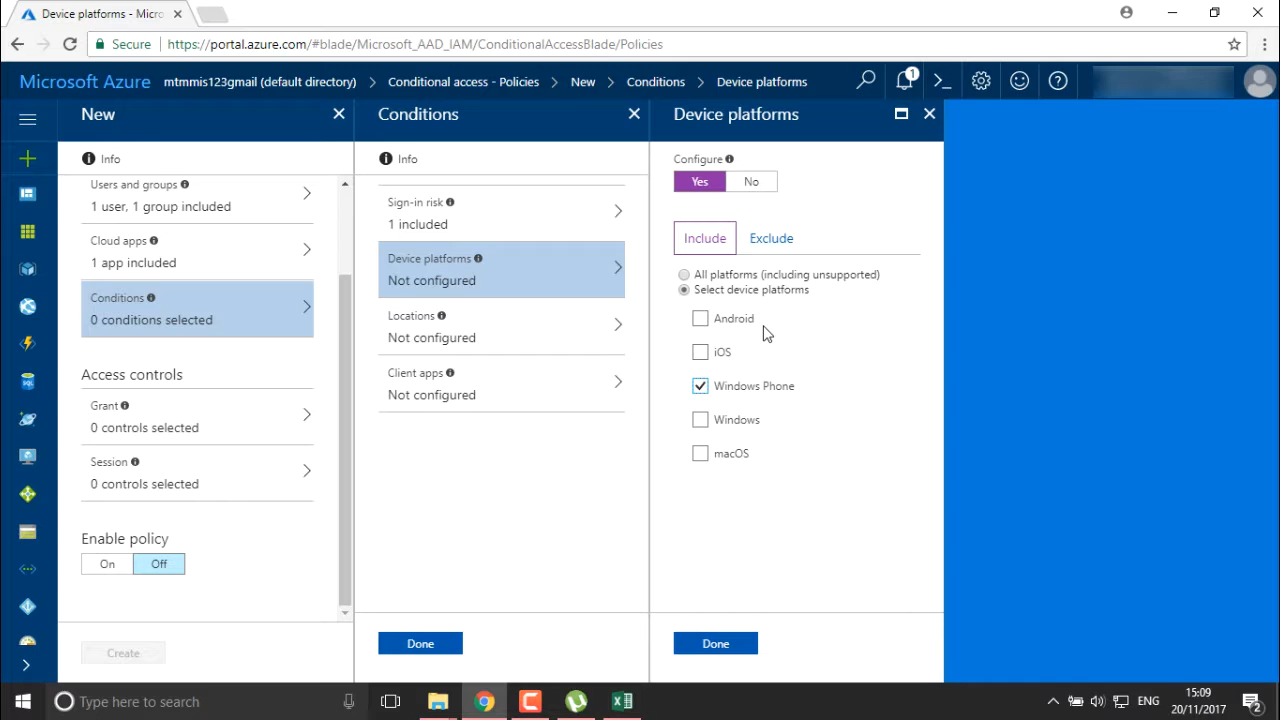 Device platforms - Micro
Secure
https://portal.azure.com/#blade/Microsoft_AAD_IAM/ConditionalAccessBlade/Policies
Microsoft Azure mtmmis123gmail (default directory) Conditional access - Policies New Conditions Device platforms 1
New
Info
Users and groups
1 user, 1 group included
Cloud apps
1 app included
Conditions
0 conditions selected
Access controls
Grant
0 controls selected
Session
0 controls selected
Enable policy
On Off
Create
Conditions
Info
Sign-in risk
1 included
Device platforms
Not configured
Locations
Not configured
Client apps
Not configured
Done
Device platforms
Configure
Yes No
Include Exclude
All platforms (including unsupported)
Select device platforms
Android
iOS
Windows Phone
Windows
macOS
Done
Type here to search
ENG
15:09
20/11/2017
2